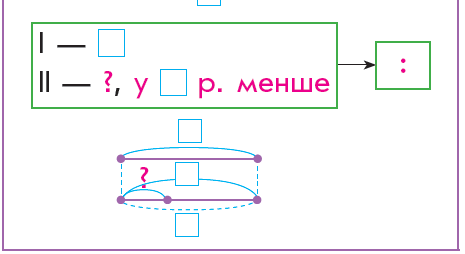 I — □
II — ?, у □ р. менше
:
?